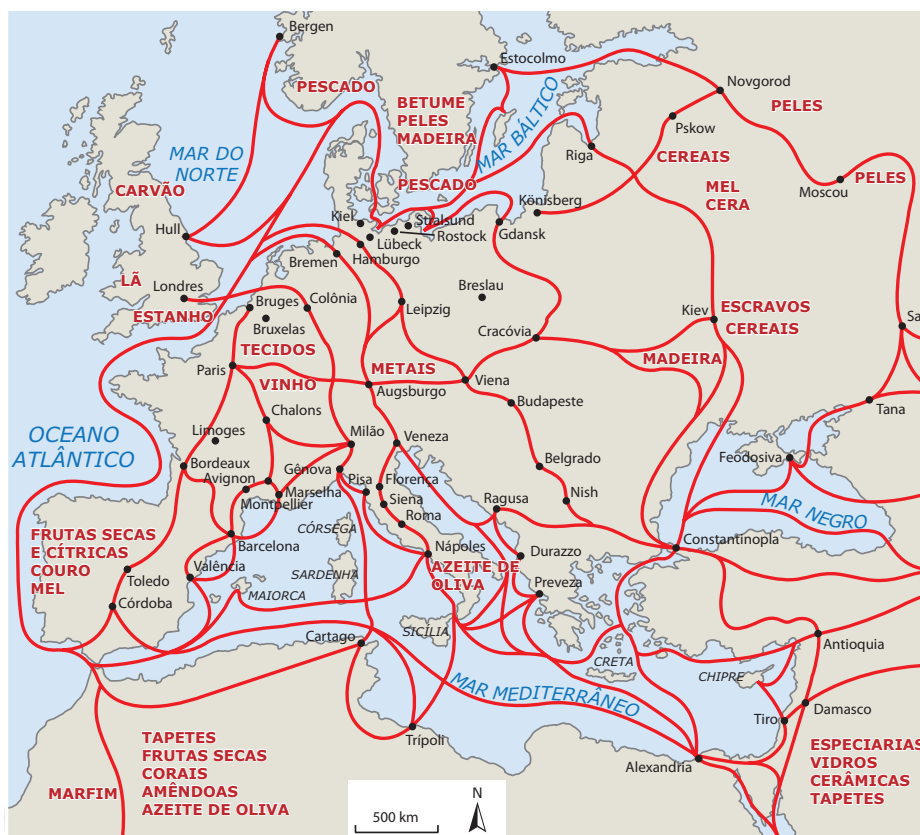 Bergen
Estocolmo
Novgorod
PESCADO
BETUME
PELES
MADEIRA
PELES
MAR BÁLTICO
Pskow
MAR DO
NORTE
Riga
CEREAIS
PELES
Moscou
CARVÃO
PESCADO
MEL
CERA
Hull
Kiel
Stralsund
Rostock
Lübeck
Hamburgo
Bremen
Könisberg
Gdansk
LÃ
Londres
ESTANHO
Bruges
Colônia
Bruxelas
Leipzig
Breslau
Kiev
ESCRAVOS
CEREAIS
Sa
TECIDOS
Cracóvia
MADEIRA
Paris
VINHO
METAIS
Augsburgo
Viena
Budapeste
Tana
Chalons
OCEANO
ATLÂNTICO
Limoges
Milão
Veneza
Feodosiva
Bordeaux
Avignon
Gênova
Pisa
Florença
Belgrado
Montpellier
Marselha
Siena
Roma
Ragusa
Nish
MAR NEGRO
CÓRSEGA
FRUTAS SECAS
E CÍTRICAS
COURO
MEL
Barcelona
Nápoles
Durazzo
Constantinopla
Toledo
Valência
SARDENHA
AZEITE DE
OLIVA
Preveza
MAIORCA
Córdoba
SICÍLIA
Cartago
Antioquia
CRETA
CHIPRE
MAR MEDITERRÂNEO
Damasco
Tiro
Trípoli
Alexandria
TAPETES
FRUTAS SECAS
CORAIS
AMÊNDOAS
AZEITE DE OLIVA
MARFIM
ESPECIARIAS
VIDROS
CERÂMICAS
TAPETES
N
500 km